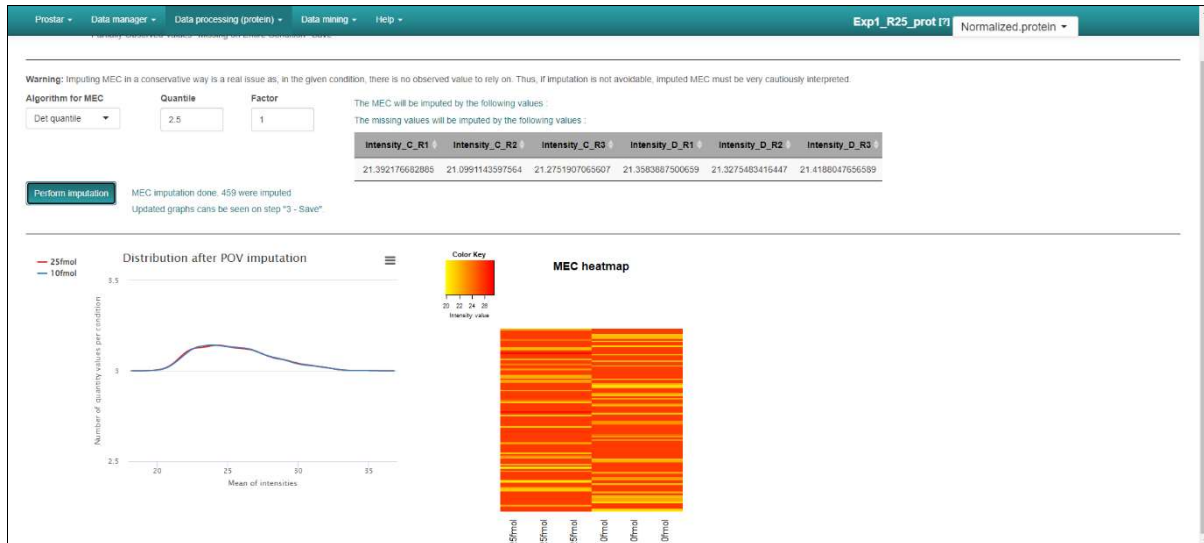 Prostar Data manager Data processing (protein) Data mining Help Exp1_R25_prot [?] Normalized.protein
Warning: Imputing MEC in a conservative way is a real issue as, in the given condition, there is no observed value to rely on. Thus, if imputation is not avoidable, imputed MEC must be very cautiously interpreted.
Algorithm for MEC Quantile Factor
Det quantile 2.5 1
The MEC will be imputed by the following values :
The missing values will be imputed by the following values :
Intensity_C_R1 Intensity_C_R2 Intensity_C_R3 Intensity_D_R1 Intensity_D_R2 Intensity_D_R3
21.392176682885 21.0991143597564 21.2751907065607 21.3583887500659 21.3275483416447 21.4188047656589
Perform imputation
MEC imputation done. 459 were imputed
Updated graphs cans be seen on step "3 - Save".
25fmol
10fmol
Distribution after POV imputation
3.5
3
2.5
Number of quantity values per condition
20 25 30 35
Mean of intensities
Color Key
20 22 24 26
Intensity value
MEC heatmap
5fmol 5fmol 5fmol 0fmol 0fmol 0fmol